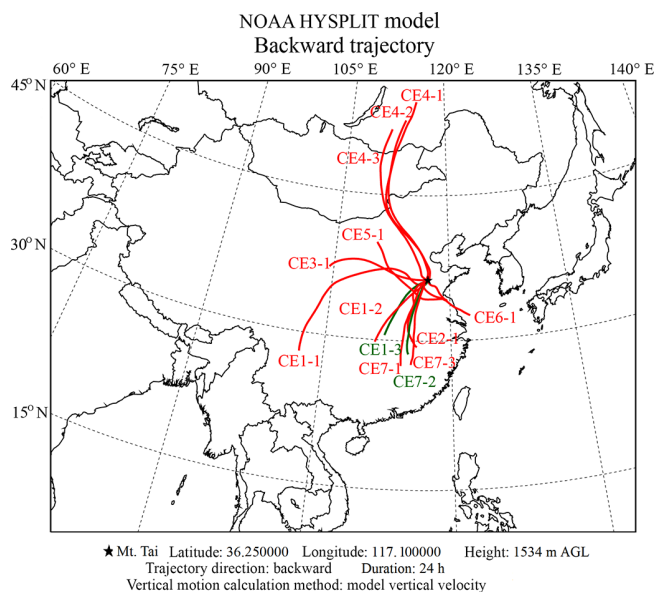 NOAA HYSPLIT model
Backward trajectory
45° N
60° E
75° E
90° E
105° E
120° E
135° E
140° E
CE4-1
CE4-2
CE4-3
CE5-1
30° N
CE3-1
CE1-2
CE6-1
CE2-1
CE1-3
CE1-1
CE7-1
CE7-3
CE7-2
15° N
Mt. Tai Latitude: 36.250000 Longitude: 117.100000 Height: 1534 m AGL
Trajectory direction: backward Duration: 24 h
Vertical motion calculation method: model vertical velocity